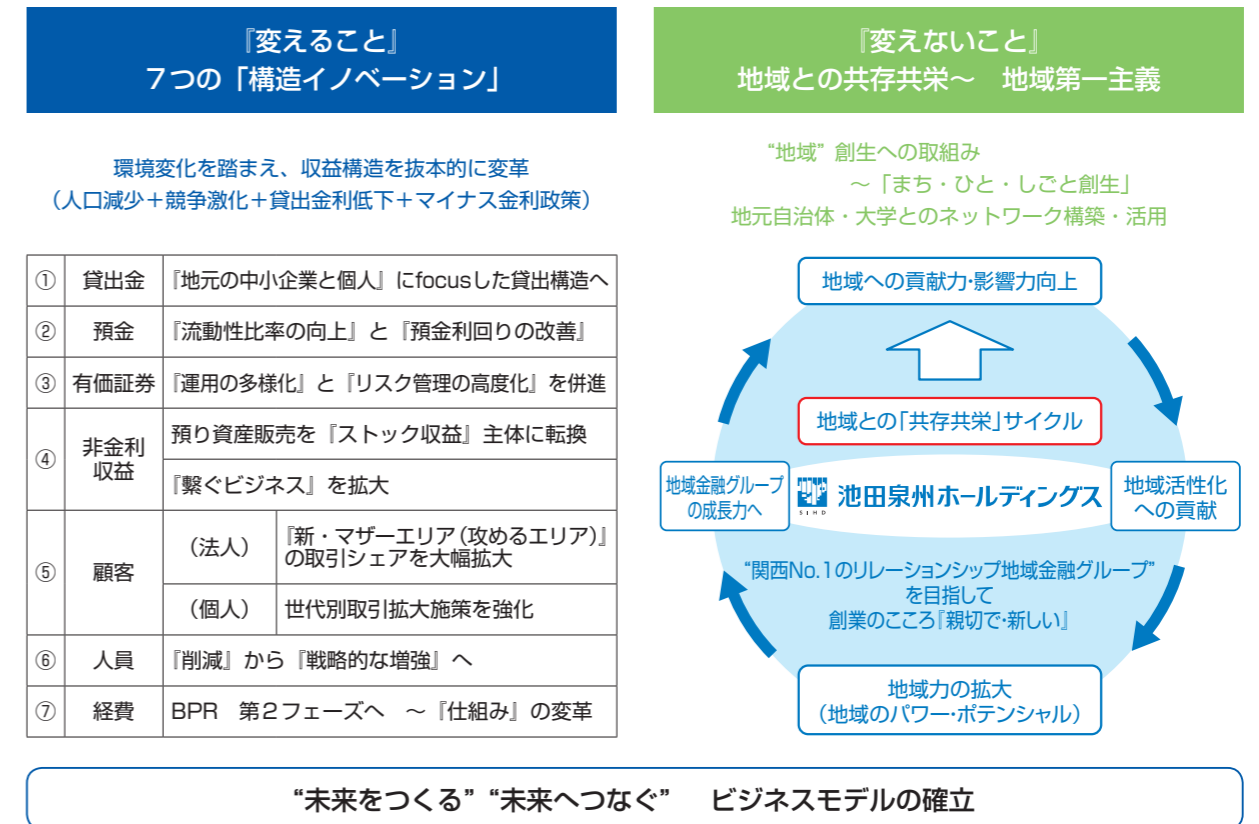 『変えること』
7つの「構造イノベーション」
環境変化を踏まえ、収益構造を抜本的に変革
（人口減少＋競争激化＋貸出金利低下＋マイナス金利政策）
① 貸出金 『地元の中小企業と個人』にfocusした貸出構造へ
② 預金 『流動性比率の向上』と『預金利回りの改善』
③ 有価証券 『運用の多様化』と『リスク管理の高度化』を併進
④ 非金利
収益
預り資産販売を『ストック収益』主体に転換
『繋ぐビジネス』を拡大
⑤ 顧客
（法人） 『新・マザーエリア（攻めるエリア）』
の取引シェアを大幅拡大
（個人） 世代別取引拡大施策を強化
⑥ 人員 『削減』から『戦略的な増強』へ
⑦ 経費 BPR 第2フェーズへ ～『仕組み』の変革
『変えないこと』
地域との共存共栄～ 地域第一主義
“地域”創生への取組み
～「まち・ひと・しごと創生」
地元自治体・大学とのネットワーク構築・活用
地域への貢献力・影響力向上
地域との「共存共栄」サイクル
地域金融グループ
の成長力へ
SIHD
池田泉州ホールディングス
地域活性化
への貢献
“関西No.1のリレーションシップ地域金融グループ”
を目指して
創業のこころ『親切で・新しい』
地域力の拡大
（地域のパワー・ポテンシャル）
“未来をつくる”“未来へつなぐ” ビジネスモデルの確立